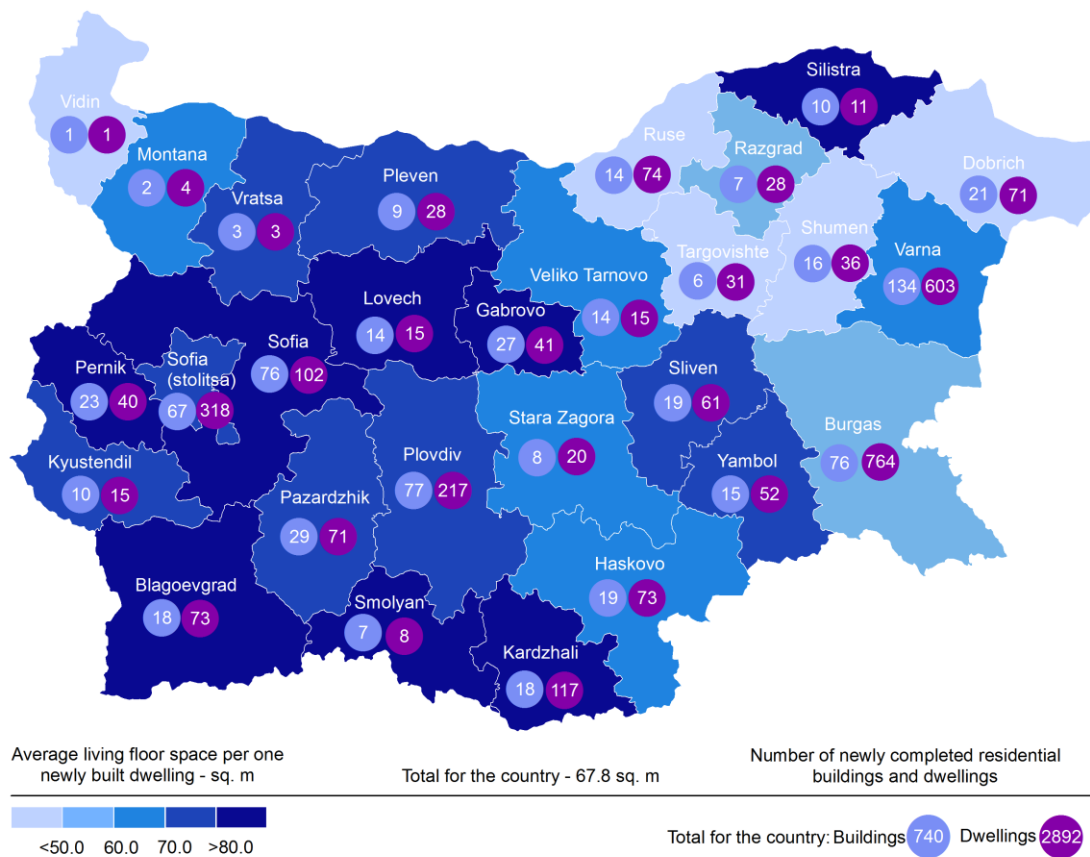 Silistra
10 11
Vidin
1 1
Ruse
14 74
Razgrad
7 28
Dobrich
21 71
Montana
2 4
Pleven
9 28
Vratsa
3 3
Shumen
16 36
Targovishte
6 31
Varna
134 603
Veliko Tarnovo
14 15
Lovech
14 15
Gabrovo
27 41
Sofia
76 102
Pernik
23 40
Sofia
(stolitsa)
67 318
Sliven
19 61
Stara Zagora
8 20
Burgas
76 764
Kyustendil
10 15
Plovdiv
77 217
Yambol
15 52
Pazardzhik
29 71
Haskovo
19 73
Blagoevgrad
18 73
Smolyan
7 8
Kardzhali
18 117
Average living floor space per one
newly built dwelling - sq. m
Total for the country - 67.8 sq. m
Number of newly completed residential
buildings and dwellings
<50.0 60.0 70.0 >80.0
Total for the country: Buildings 740 Dwellings 2892